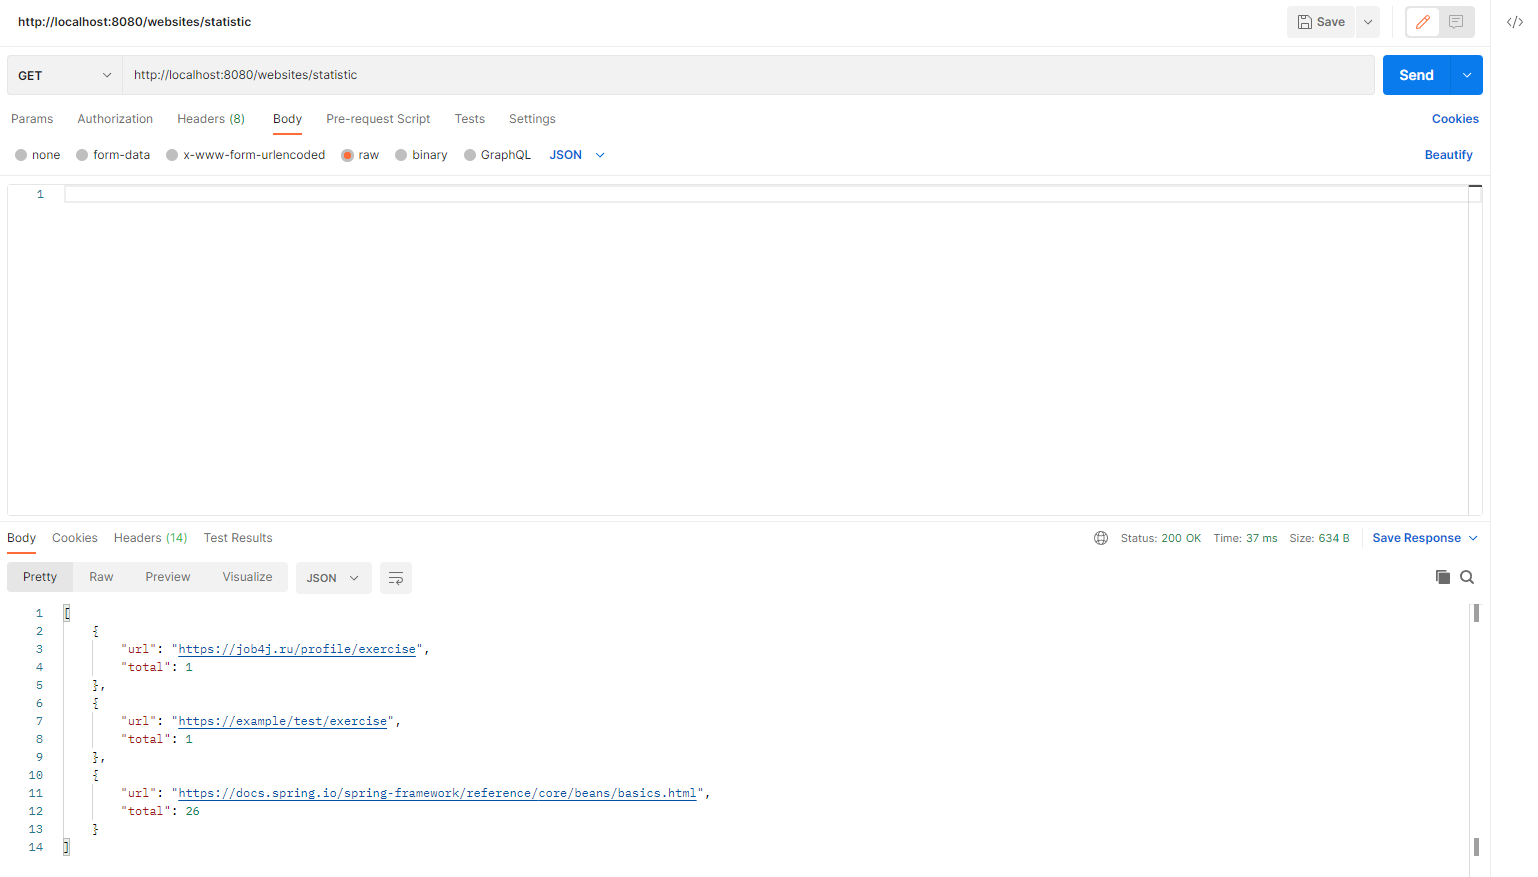 http://localhost:8080/websites/statistic
Save
GET
http://localhost:8080/websites/statistic
Send
Params Authorization Headers (8) Body Pre-request Script Tests Settings Cookies
none form-data x-www-form-urlencoded raw binary GraphQL JSON Beautify
1
Body Cookies Headers (14) Test Results Status: 200 OK Time: 37 ms Size: 634 B Save Response
Pretty Raw Preview Visualize JSON
1 [
2 {
3 "url": "https://job4j.ru/profile/exercise",
4 "total": 1
5 },
6 {
7 "url": "https://example/test/exercise",
8 "total": 1
9 },
10 {
11 "url": "https://docs.spring.io/spring-framework/reference/core/beans/basics.html",
12 "total": 26
13 }
14 ]